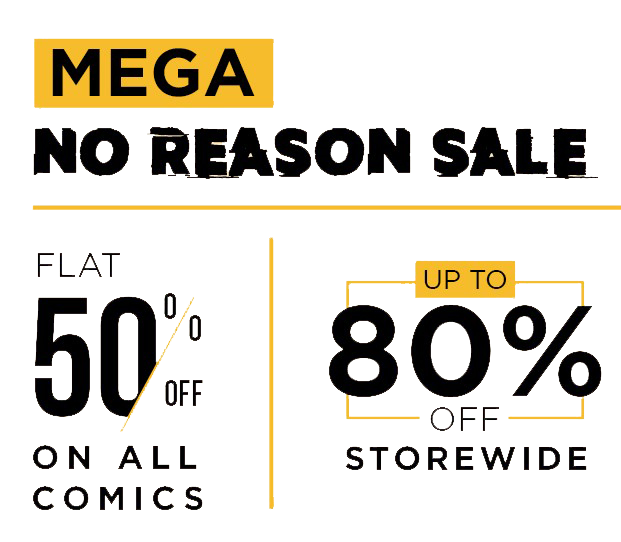 MEGA
NO REASON SALE
FLAT
50%
OFF
ON ALL
COMICS
UP TO
80%
OFF
STOREWIDE